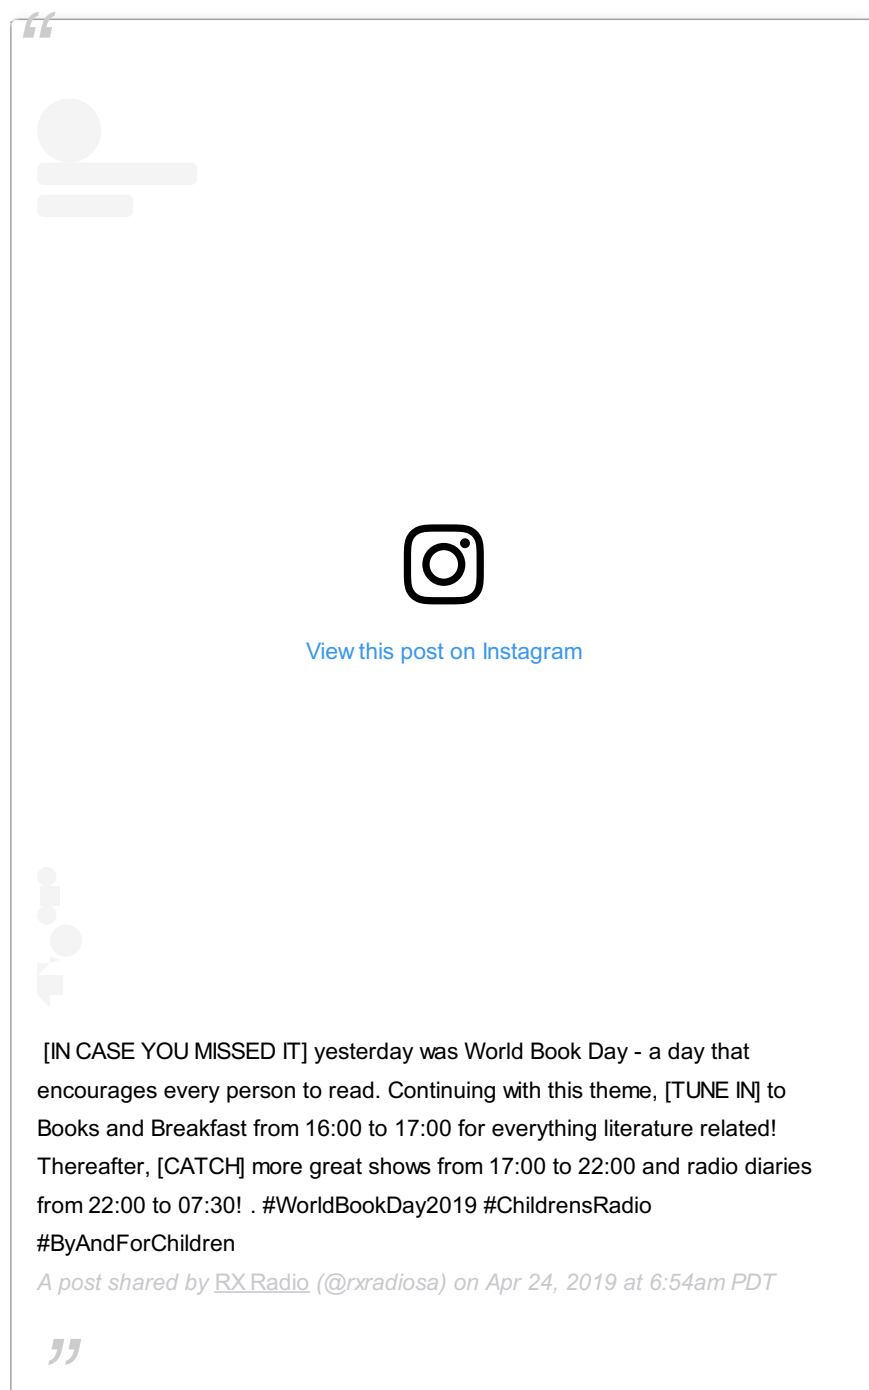 “
View this post on Instagram
[IN CASE YOU MISSED IT] yesterday was World Book Day - a day that
encourages every person to read. Continuing with this theme, [TUNE IN] to
Books and Breakfast from 16:00 to 17:00 for everything literature related!
Thereafter, [CATCH] more great shows from 17:00 to 22:00 and radio diaries
from 22:00 to 07:30! . #WorldBookDay2019 #ChildrensRadio
#ByAndForChildren
A post shared by RX Radio (@rxradiosa) on Apr 24, 2019 at 6:54am PDT
”